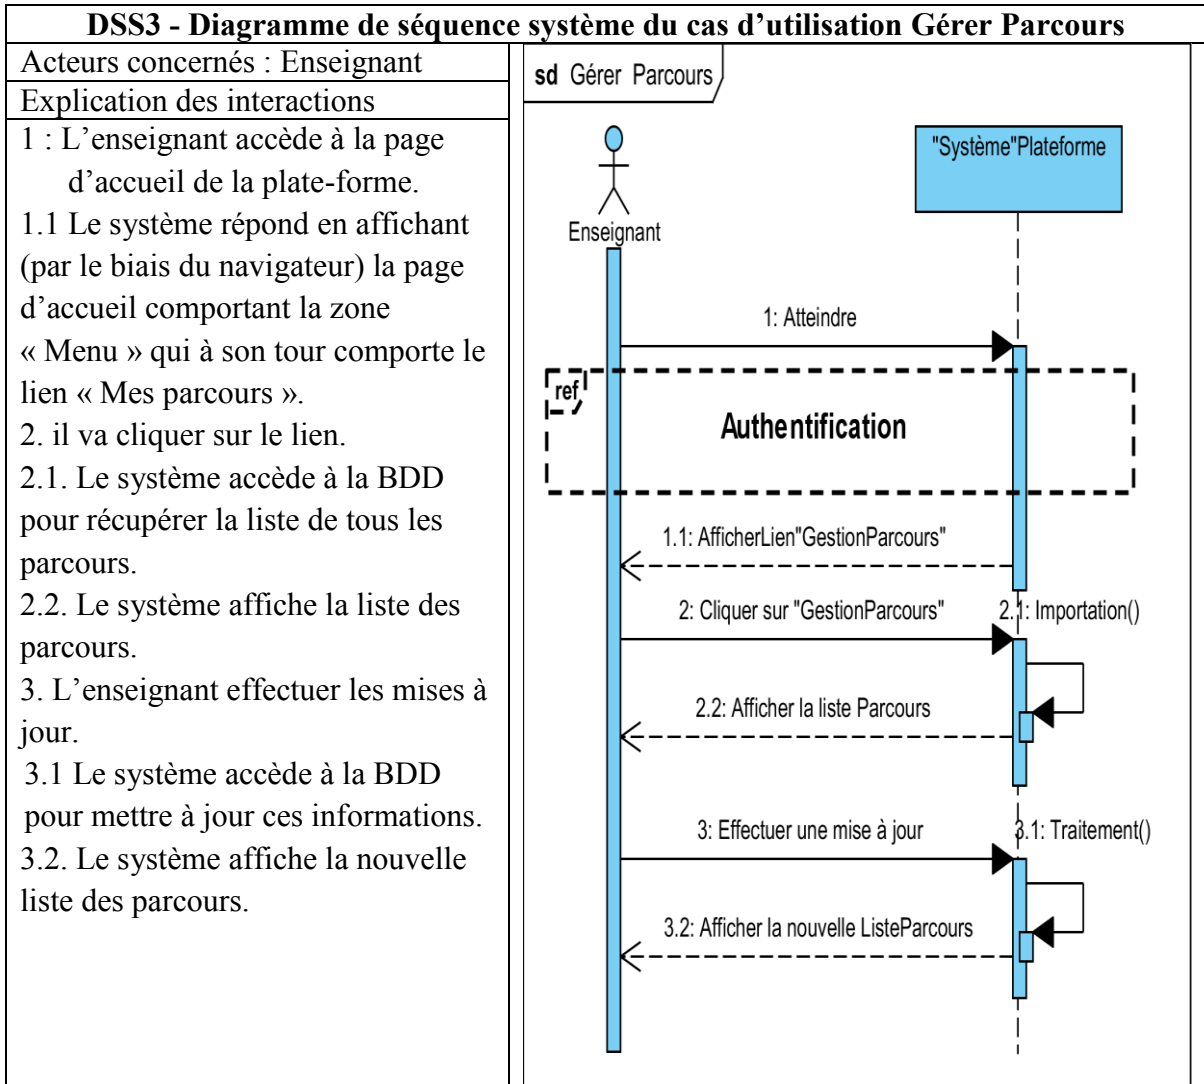 DSS3 - Diagramme de séquence système du cas d’utilisation Gérer Parcours
Acteurs concernés : Enseignant
Explication des interactions
1 : L’enseignant accède à la page
d’accueil de la plate-forme.
1.1 Le système répond en affichant
(par le biais du navigateur) la page
d’accueil comportant la zone
« Menu » qui à son tour comporte le
lien « Mes parcours ».
2. il va cliquer sur le lien.
2.1. Le système accède à la BDD
pour récupérer la liste de tous les
parcours.
2.2. Le système affiche la liste des
parcours.
3. L’enseignant effectuer les mises à
jour.
3.1 Le système accède à la BDD
pour mettre à jour ces informations.
3.2. Le système affiche la nouvelle
liste des parcours.
sd Gérer Parcours
"Système"Plateforme
Enseignant
1: Atteindre
ref
Authentification
1.1: AfficherLien"GestionParcours"
2: Cliquer sur "GestionParcours"
2.1: Importation()
2.2: Afficher la liste Parcours
3: Effectuer une mise à jour
3.1: Traitement()
3.2: Afficher la nouvelle ListeParcours